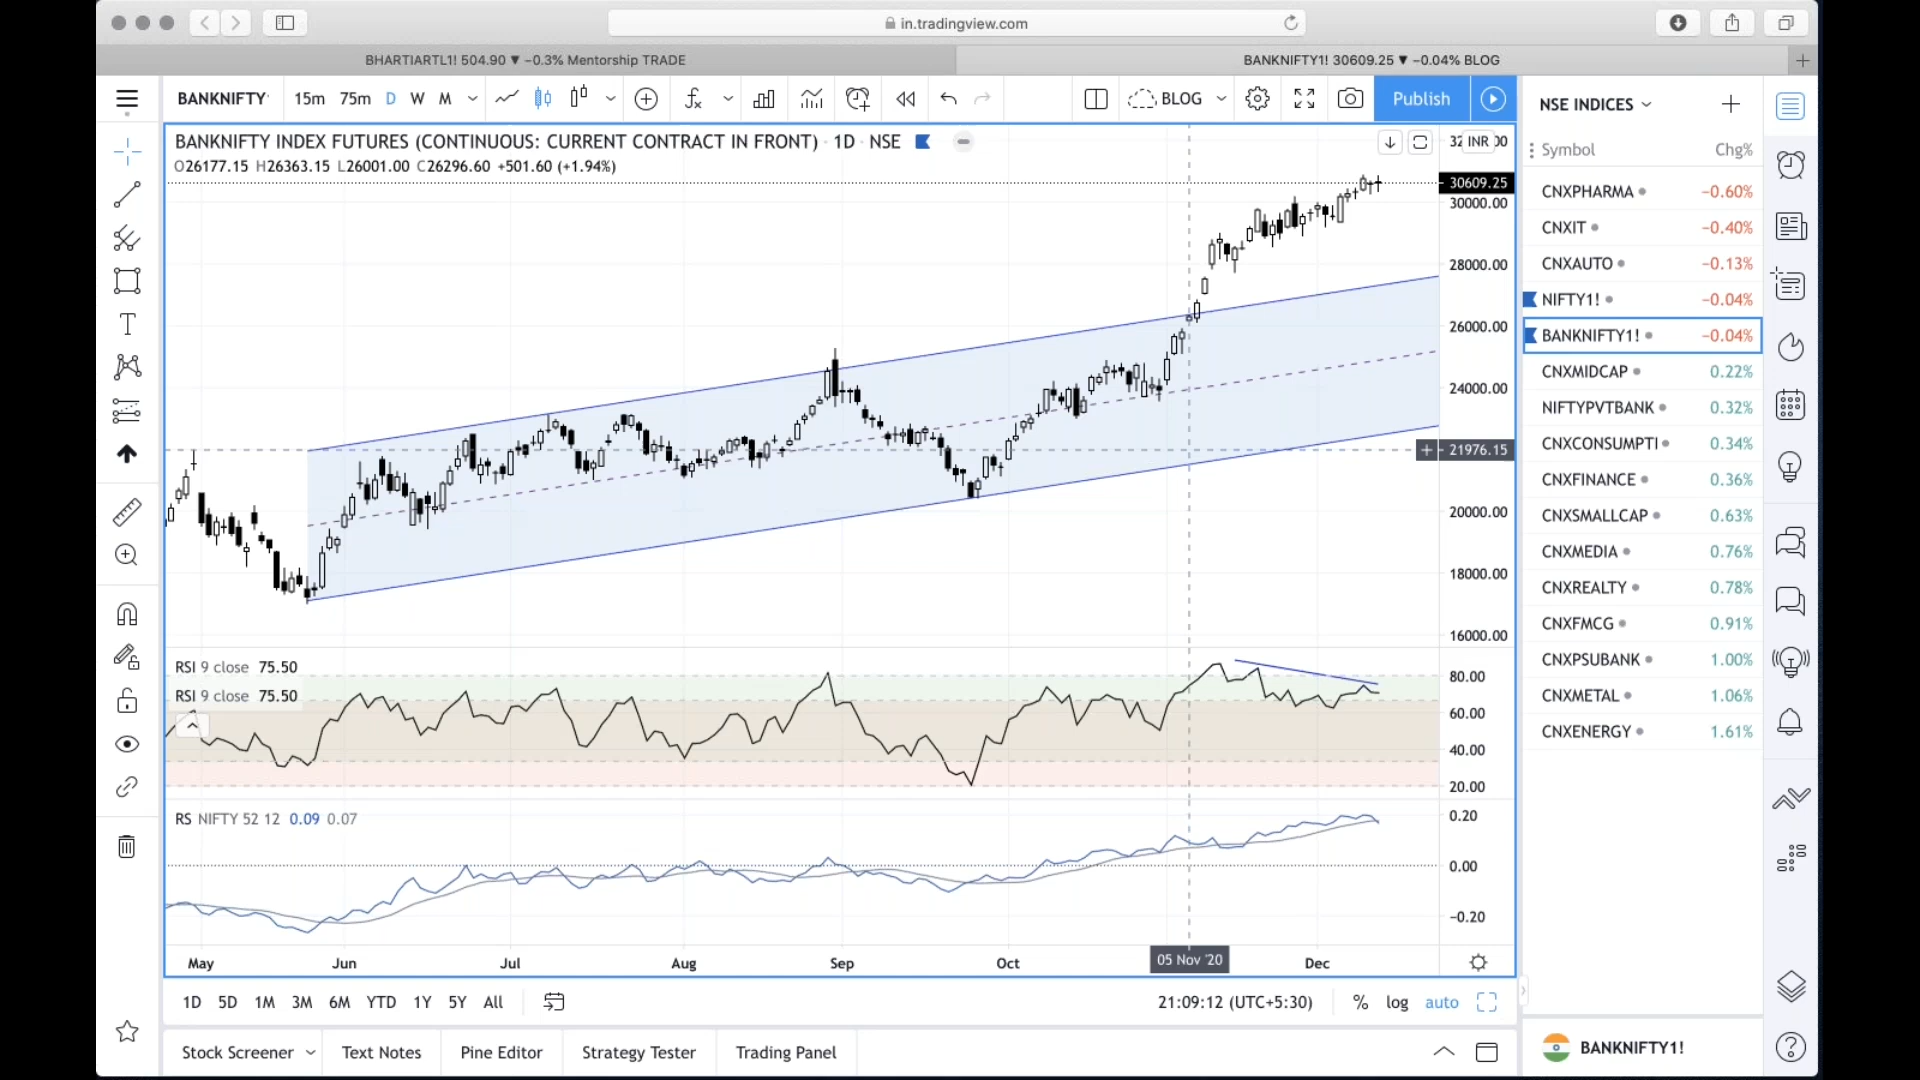 in.tradingview.com
BHARTIARTL1! 504.90 ▼ −0.3% Mentorship TRADE
BANKNIFTY1! 30609.25 ▼ −0.04% BLOG
BANKNIFTY 15m 75m D W M BLOG Publish
NSE INDICES
BANKNIFTY INDEX FUTURES (CONTINUOUS: CURRENT CONTRACT IN FRONT) · 1D · NSE
O26177.15 H26363.15 L26001.00 C26296.60 +501.60 (+1.94%)
INR
30609.25
30000.00
28000.00
26000.00
24000.00
21976.15
20000.00
18000.00
16000.00
RSI 9 close 75.50
RSI 9 close 75.50
80.00
60.00
40.00
20.00
RS NIFTY 52 12 0.09 0.07
0.20
0.00
−0.20
May Jun Jul Aug Sep Oct 05 Nov '20 Dec
1D 5D 1M 3M 6M YTD 1Y 5Y All
21:09:12 (UTC+5:30) % log auto
Stock Screener Text Notes Pine Editor Strategy Tester Trading Panel
Symbol Chg%
CNXPHARMA −0.60%
CNXIT −0.40%
CNXAUTO −0.13%
NIFTY1! −0.04%
BANKNIFTY1! −0.04%
CNXMIDCAP 0.22%
NIFTYPVTBANK 0.32%
CNXCONSUMPTI 0.34%
CNXFINANCE 0.36%
CNXSMALLCAP 0.63%
CNXMEDIA 0.76%
CNXREALTY 0.78%
CNXFMCG 0.91%
CNXPSUBANK 1.00%
CNXMETAL 1.06%
CNXENERGY 1.61%
BANKNIFTY1!